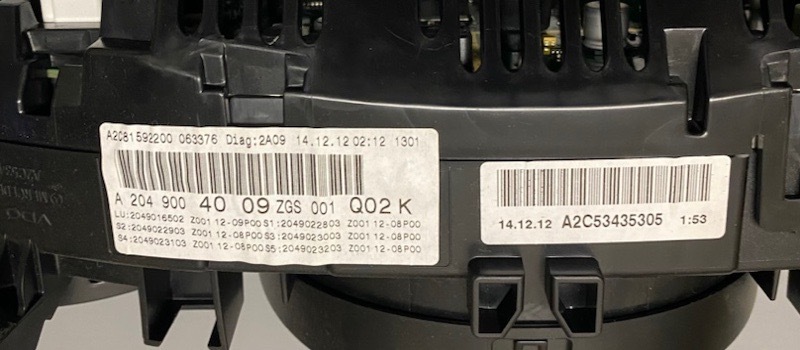 A2C81592200 063376 Diag:2A09 14.12.12 02:12 1301
A 204 900 40 09 ZGS 001 Q02 K
LU:2049016502 Z001 12-09P00 S1:2049022803 Z001 12-08P00
S2:2049022903 Z001 12-08P00 S3:2049023003 Z001 12-08P00
S4:2049023103 Z001 12-08P00 S5:2049023203 Z001 12-08P00
14.12.12 A2C53435305 1:53
VDO